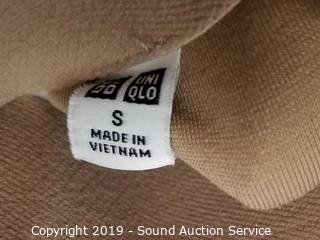 UNI
QLO
S
MADE IN
VIETNAM
Copyright 2019 - Sound Auction Service